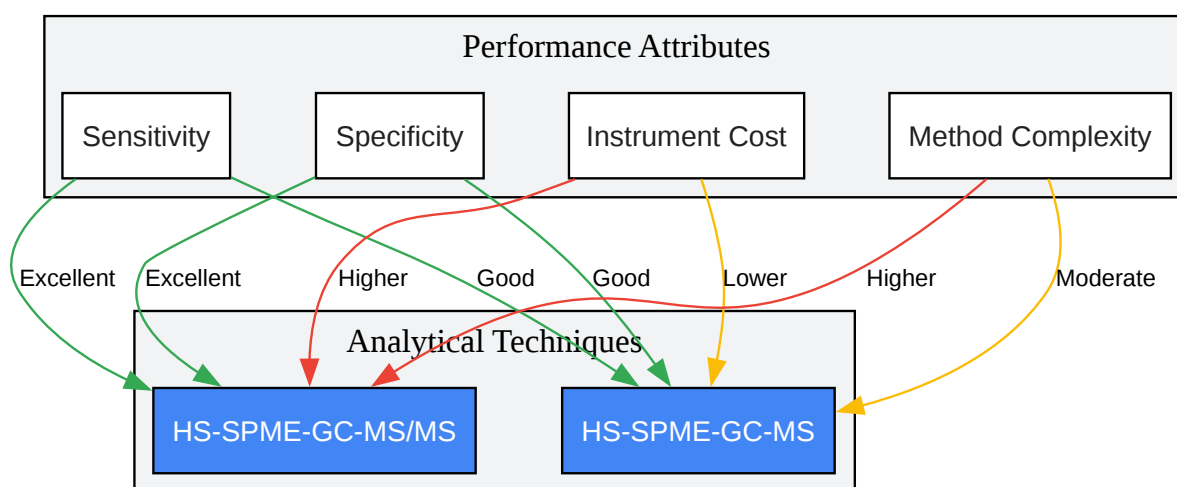 Performance Attributes
Sensitivity
Specificity
Instrument Cost
Method Complexity
Excellent
Excellent
Higher
Good
Good
Lower
Higher
Moderate
Analytical Techniques
HS-SPME-GC-MS/MS
HS-SPME-GC-MS